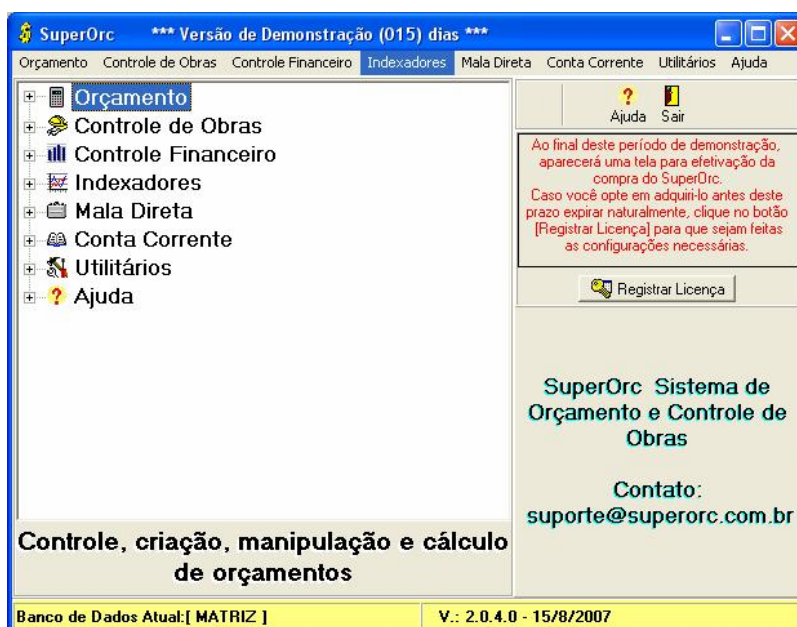 SuperOrc *** Versão de Demonstração (015) dias ***
Orçamento Controle de Obras Controle Financeiro Indexadores Mala Direta Conta Corrente Utilitários Ajuda
Orçamento
Controle de Obras
Controle Financeiro
Indexadores
Mala Direta
Conta Corrente
Utilitários
Ajuda
Controle, criação, manipulação e cálculo
de orçamentos
Ajuda Sair
Ao final deste período de demonstração,
aparecerá uma tela para efetivação da
compra do SuperOrc.
Caso você opte em adquiri-lo antes deste
prazo expirar naturalmente, clique no botão
[Registrar Licença] para que sejam feitas
as configurações necessárias.
Registrar Licença
SuperOrc Sistema de
Orçamento e Controle de
Obras
Contato:
suporte@superorc.com.br
Banco de Dados Atual:[ MATRIZ ] V.: 2.0.4.0 - 15/8/2007